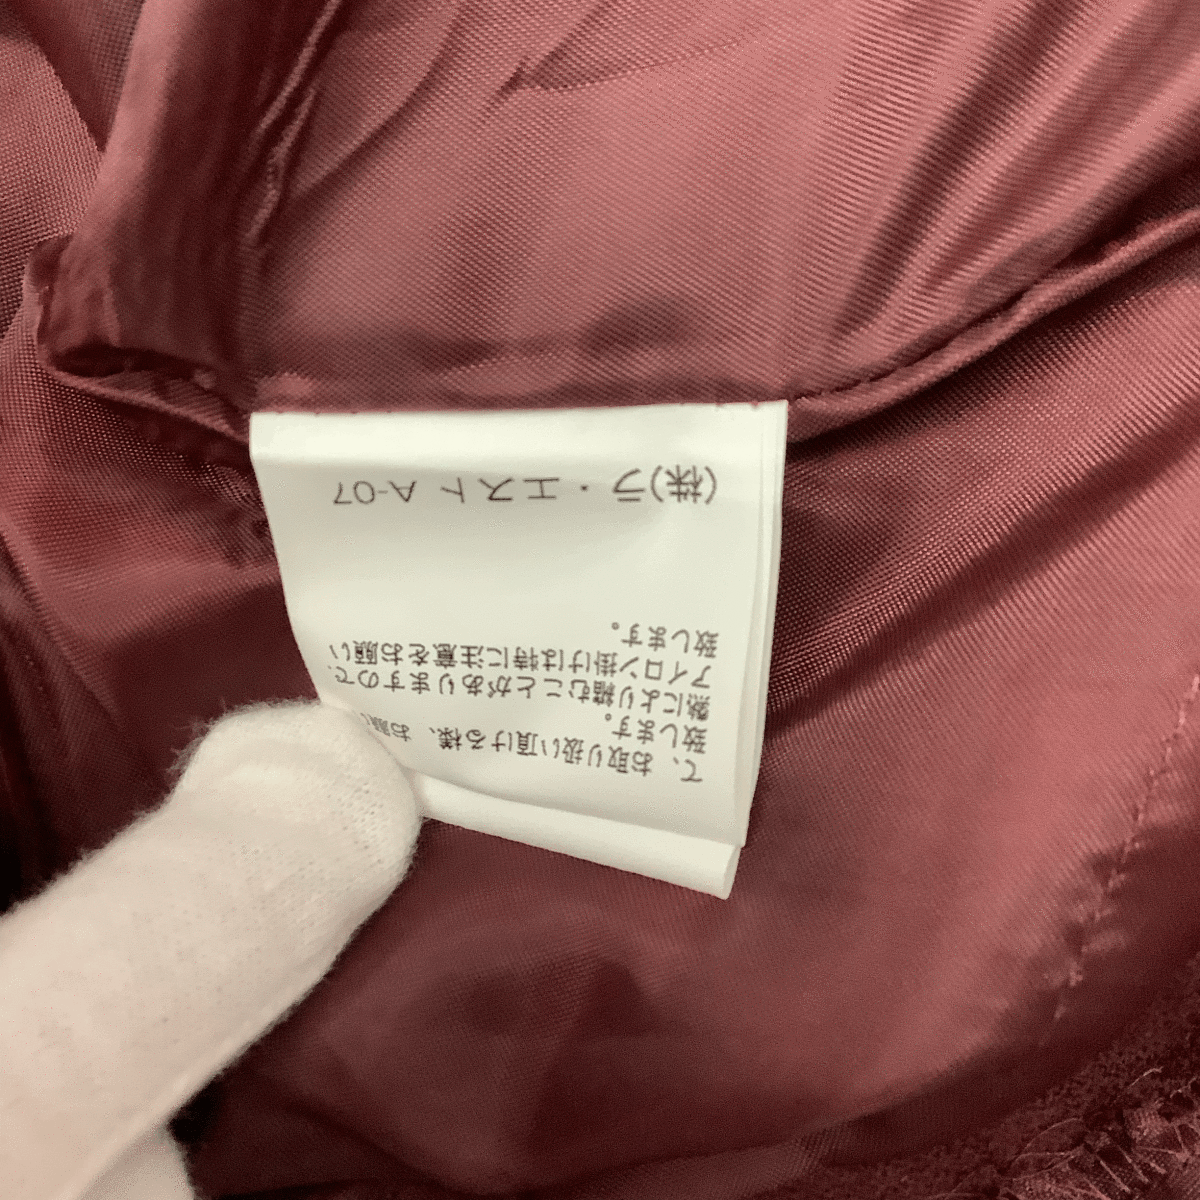 て、お取り扱い頂ける様、お願
致します。
熱により縮むことがありますので、
アイロン掛けは特に注意をお願い
致します。
(株)ラ・エスト A-07